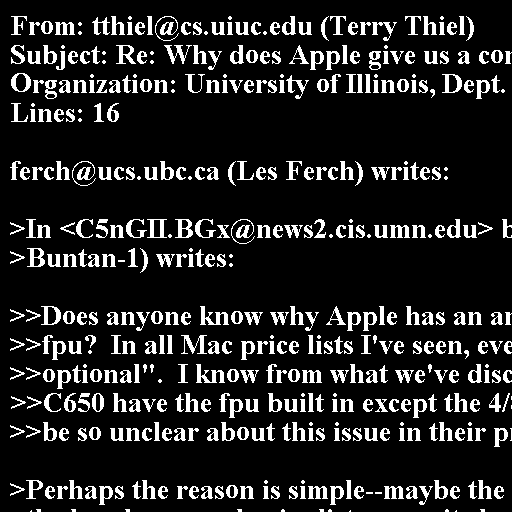 From: tthiel@cs.uiuc.edu (Terry Thiel)
Subject: Re: Why does Apple give us a con
Organization: University of Illinois, Dept.
Lines: 16
ferch@ucs.ubc.ca (Les Ferch) writes:
>In <C5nGII.BGx@news2.cis.umn.edu> b
>Buntan-1) writes:
>>Does anyone know why Apple has an an
>>fpu?  In all Mac price lists I've seen, eve
>>optional".  I know from what we've disc
>>C650 have the fpu built in except the 4/8
>>be so unclear about this issue in their pr
>Perhaps the reason is simple--maybe the